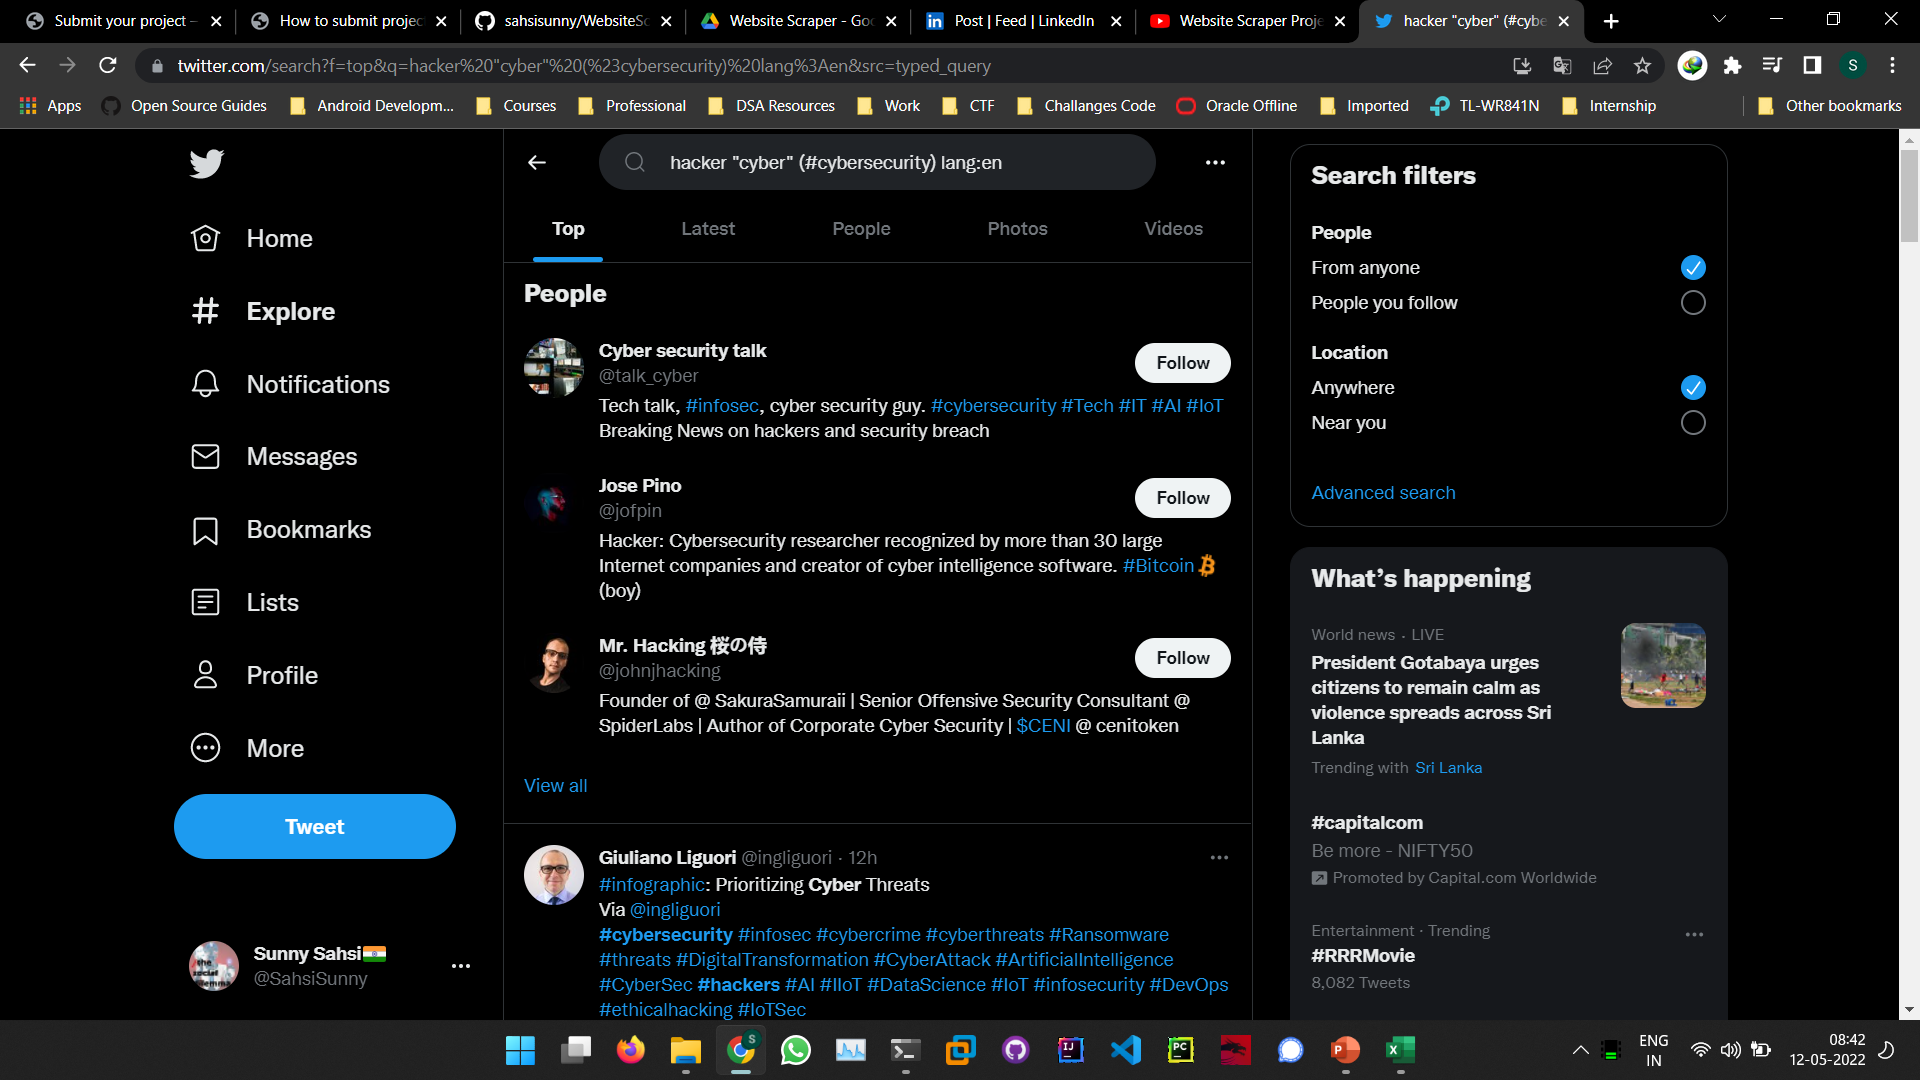 Submit your project –
How to submit project
sahsisunny/WebsiteSc
Website Scraper - Goo
Post | Feed | LinkedIn
Website Scraper Proje
hacker "cyber" (#cybe
twitter.com/search?f=top&q=hacker%20"cyber"%20(%23cybersecurity)%20lang%3Aen&src=typed_query
S
Apps
Open Source Guides
Android Developm...
Courses
Professional
DSA Resources
Work
CTF
Challanges Code
Oracle Offline
Imported
TL-WR841N
Internship
Other bookmarks
Home
Explore
Notifications
Messages
Bookmarks
Lists
Profile
More
Tweet
Sunny Sahsi🇮🇳
@SahsiSunny
hacker "cyber" (#cybersecurity) lang:en
Top
Latest
People
Photos
Videos
People
Cyber security talk
@talk_cyber
Follow
Tech talk, #infosec, cyber security guy. #cybersecurity #Tech #IT #AI #IoT
Breaking News on hackers and security breach
Jose Pino
@jofpin
Follow
Hacker: Cybersecurity researcher recognized by more than 30 large
Internet companies and creator of cyber intelligence software. #Bitcoin
(boy)
Mr. Hacking 桜の侍
@johnjhacking
Follow
Founder of @ SakuraSamuraii | Senior Offensive Security Consultant @
SpiderLabs | Author of Corporate Cyber Security | $CENI @ cenitoken
View all
Giuliano Liguori @ingliguori · 12h
#infographic: Prioritizing Cyber Threats
Via @ingliguori
#cybersecurity #infosec #cybercrime #cyberthreats #Ransomware
#threats #DigitalTransformation #CyberAttack #ArtificialIntelligence
#CyberSec #hackers #AI #IIoT #DataScience #IoT #infosecurity #DevOps
#ethicalhacking #IoTSec
Search filters
People
From anyone
People you follow
Location
Anywhere
Near you
Advanced search
What's happening
World news · LIVE
President Gotabaya urges
citizens to remain calm as
violence spreads across Sri
Lanka
Trending with Sri Lanka
#capitalcom
Be more - NIFTY50
Promoted by Capital.com Worldwide
Entertainment · Trending
#RRRMovie
8,082 Tweets
ENG
IN
08:42
12-05-2022